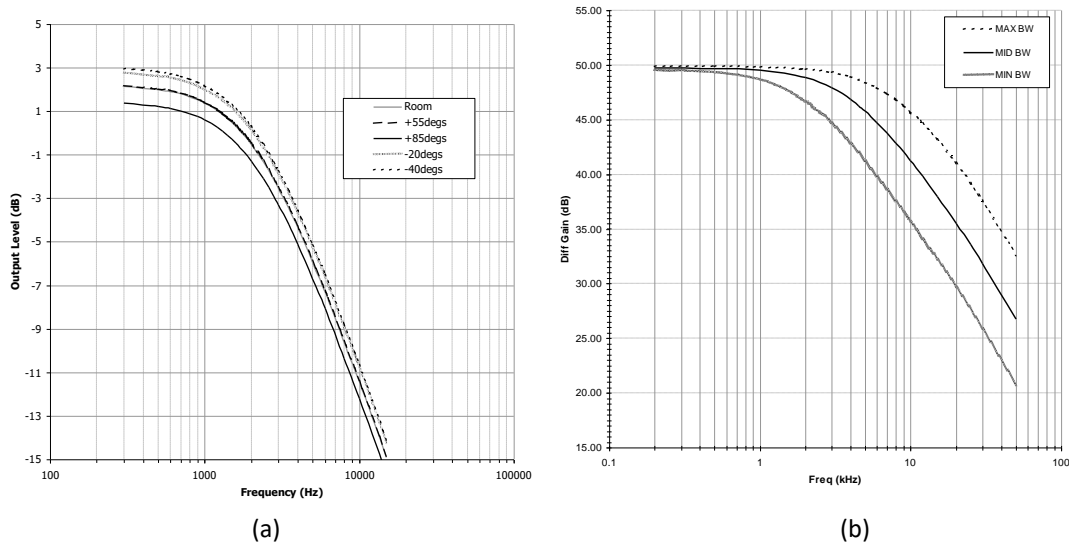 5
3
1
-1
-3
-5
-7
-9
-11
-13
-15
100
1000
10000
100000
Output Level (dB)
Frequency (Hz)
Room
+55degs
+85degs
-20degs
-40degs
(a)
55.00
50.00
45.00
40.00
35.00
30.00
25.00
20.00
15.00
0.1
1
10
100
Diff Gain (dB)
Freq (kHz)
MAX BW
MID BW
MIN BW
(b)